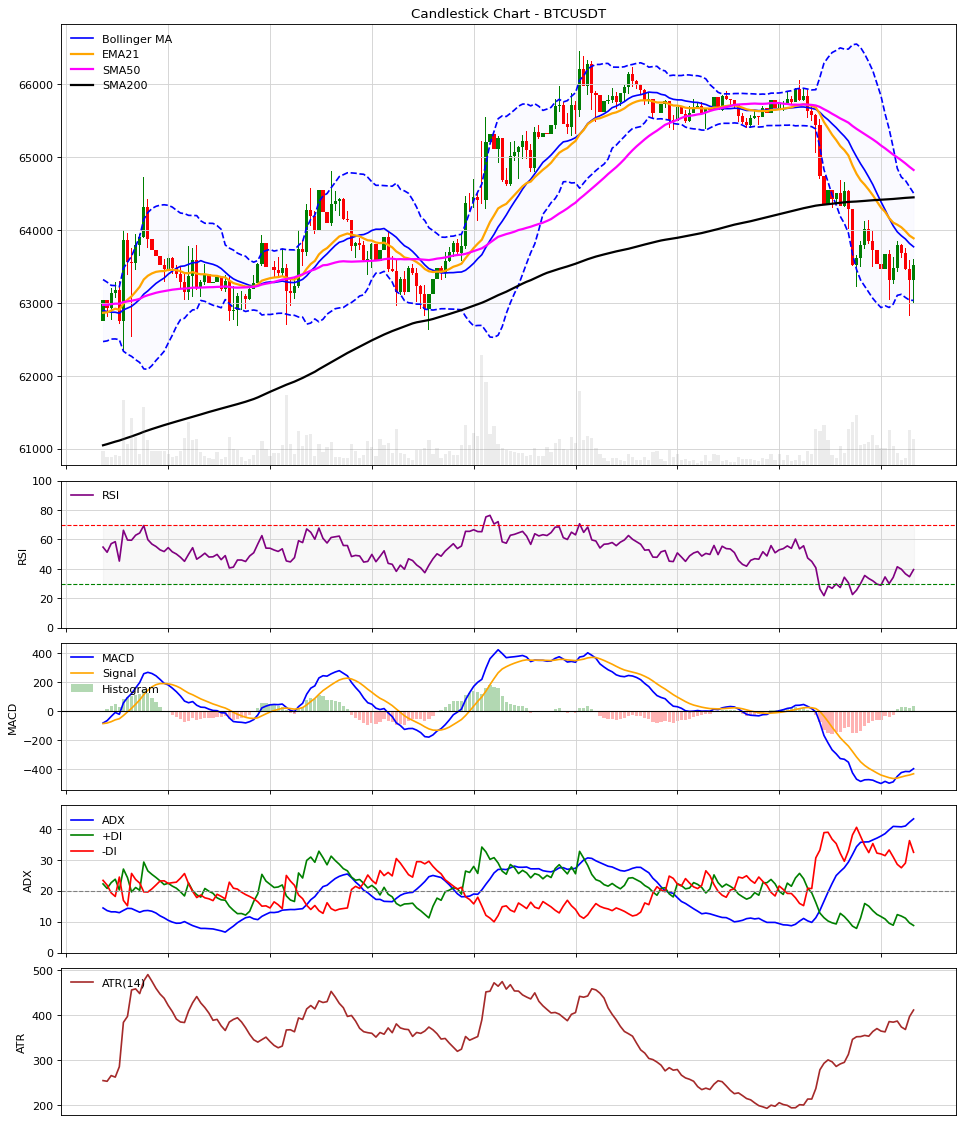 Candlestick Chart - BTCUSDT
Bollinger MA
EMA21
SMA50
SMA200
66000
65000
64000
63000
62000
61000
RSI
100
80
60
40
20
0
RSI
MACD
Signal
Histogram
400
200
0
−200
−400
MACD
ADX
+DI
-DI
40
30
20
10
0
ADX
ATR(14)
500
400
300
200
ATR